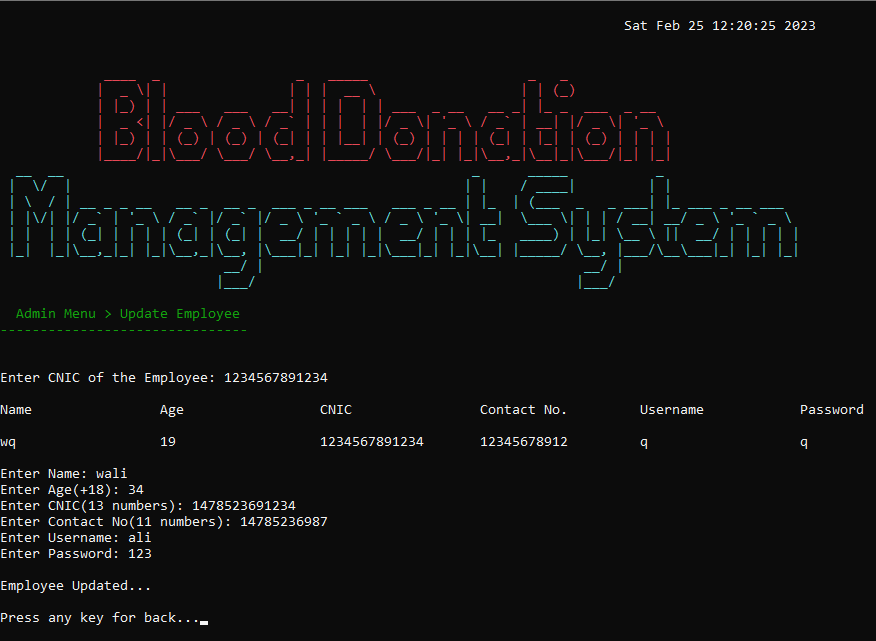 Sat Feb 25 12:20:25 2023
Blood Donation
Management System
Admin Menu > Update Employee
-------------------------------
Enter CNIC of the Employee: 1234567891234
Name Age CNIC Contact No. Username Password
wq 19 1234567891234 12345678912 q q
Enter Name: wali
Enter Age(+18): 34
Enter CNIC(13 numbers): 1478523691234
Enter Contact No(11 numbers): 14785236987
Enter Username: ali
Enter Password: 123
Employee Updated...
Press any key for back...